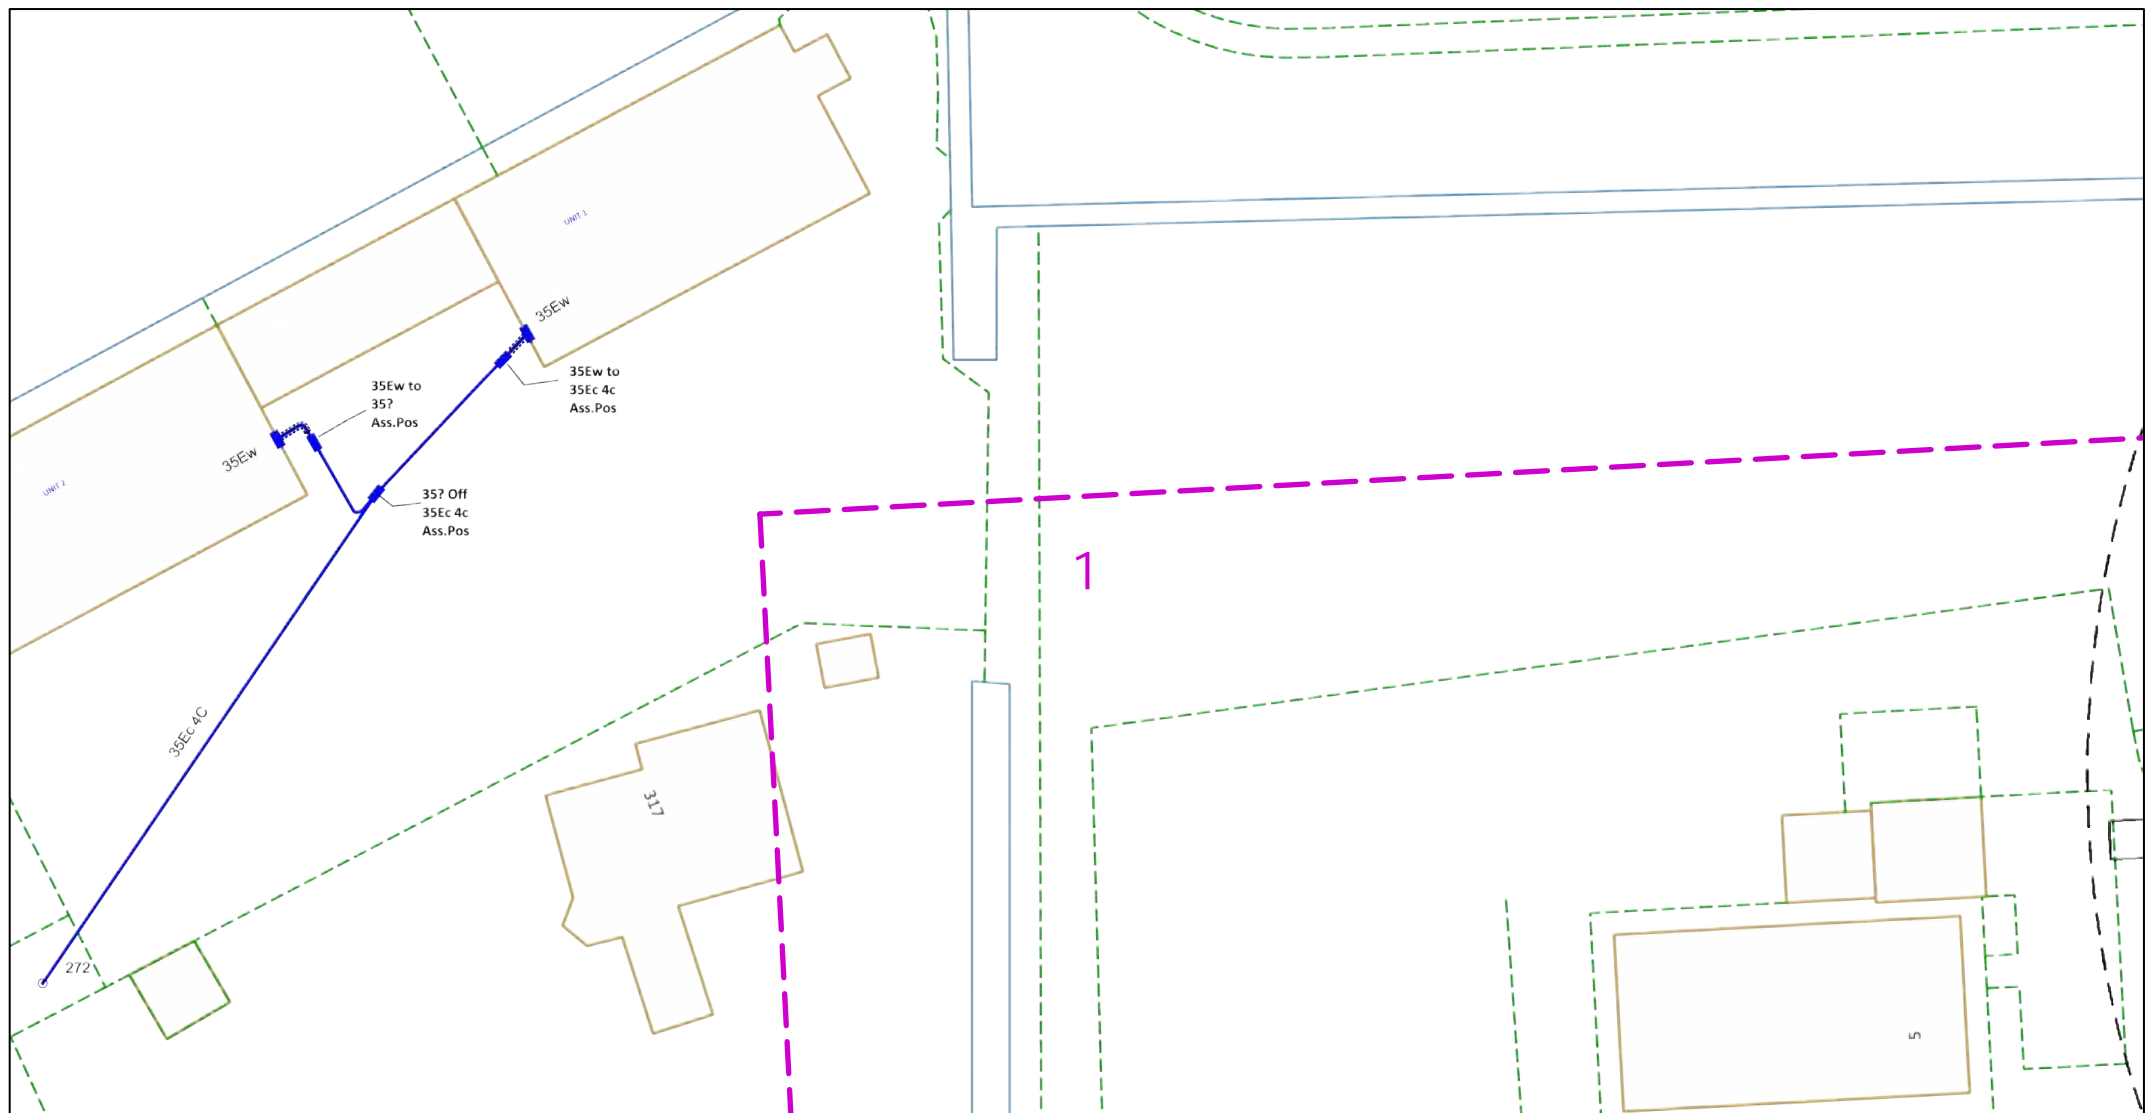 UNIT 1
35Ew
35Ew to
35Ec 4c
Ass.Pos
35Ew to
35?
Ass.Pos
35Ew
UNIT 2
35? Off
35Ec 4c
Ass.Pos
1
35Ec 4C
317
272
5